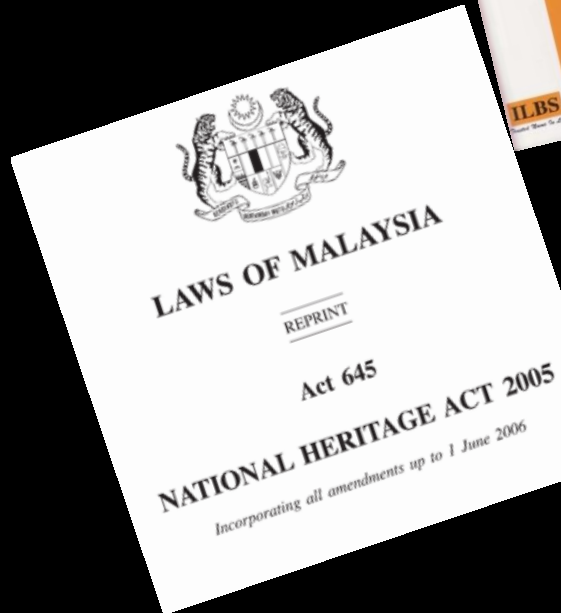 LAWS OF MALAYSIA
REPRINT
Act 645
NATIONAL HERITAGE ACT 2005
Incorporating all amendments up to 1 June 2006
ILBS